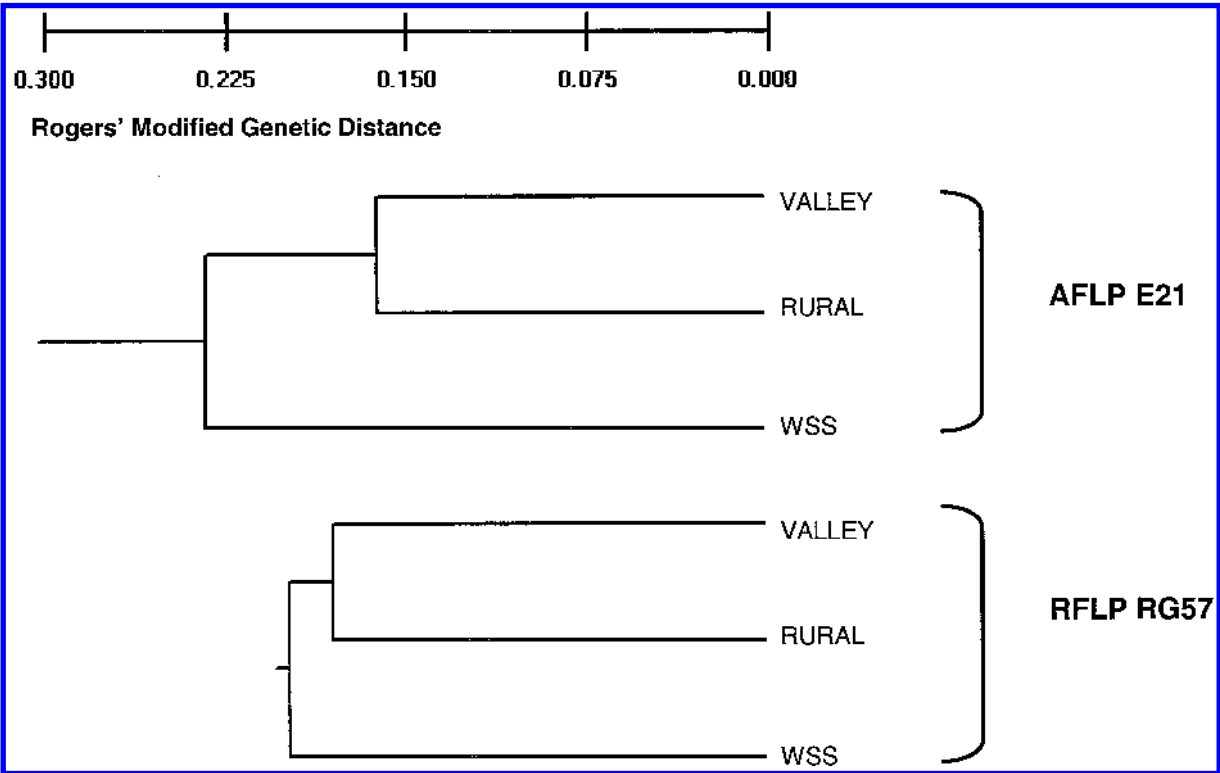 0.300 0.225 0.150 0.075 0.000
Rogers' Modified Genetic Distance
VALLEY
AFLP E21
RURAL
WSS
VALLEY
RFLP RG57
RURAL
WSS